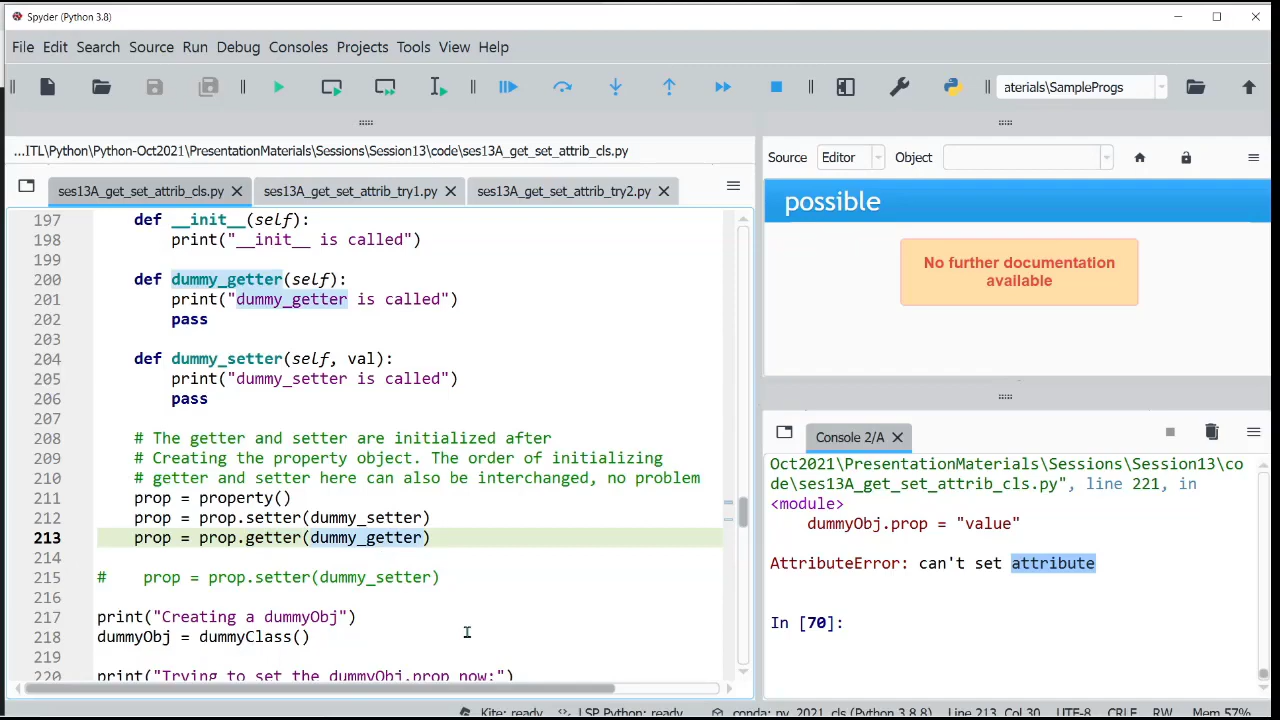 Spyder (Python 3.8)
File Edit Search Source Run Debug Consoles Projects Tools View Help
aterials\SampleProgs
...ITL\Python\Python-Oct2021\PresentationMaterials\Sessions\Session13\code\ses13A_get_set_attrib_cls.py
ses13A_get_set_attrib_cls.py ses13A_get_set_attrib_try1.py ses13A_get_set_attrib_try2.py
197 def __init__(self):
198 print("__init__ is called")
199
200 def dummy_getter(self):
201 print("dummy_getter is called")
202 pass
203
204 def dummy_setter(self, val):
205 print("dummy_setter is called")
206 pass
207
208 # The getter and setter are initialized after
209 # Creating the property object. The order of initializing
210 # getter and setter here can also be interchanged, no problem
211 prop = property()
212 prop = prop.setter(dummy_setter)
213 prop = prop.getter(dummy_getter)
214
215 # prop = prop.setter(dummy_setter)
216
217 print("Creating a dummyObj")
218 dummyObj = dummyClass()
219
220 print("Trying to set the dummyObj.prop now:")
Source Editor Object
possible
No further documentation
available
Console 2/A
Oct2021\PresentationMaterials\Sessions\Session13\co
de\ses13A_get_set_attrib_cls.py", line 221, in
<module>
dummyObj.prop = "value"
AttributeError: can't set attribute
In [70]:
Kite: ready LSP Python: ready conda: py_2021_cls (Python 3.8.8) Line 213, Col 30 UTF-8 CRLF RW Mem 57%